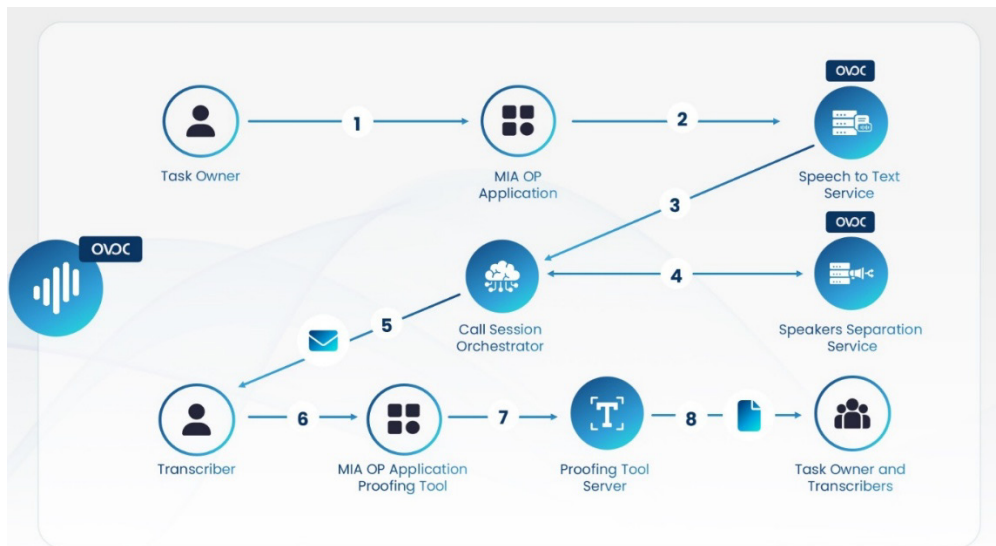 OVOC
1
2
Task Owner
MIA OP
Application
Speech to Text
Service
3
OVOC
OVOC
4
5
Call Session
Orchestrator
Speakers Separation
Service
T
6
7
8
Transcriber
MIA OP Application
Proofing Tool
Proofing Tool
Server
Task Owner and
Transcribers